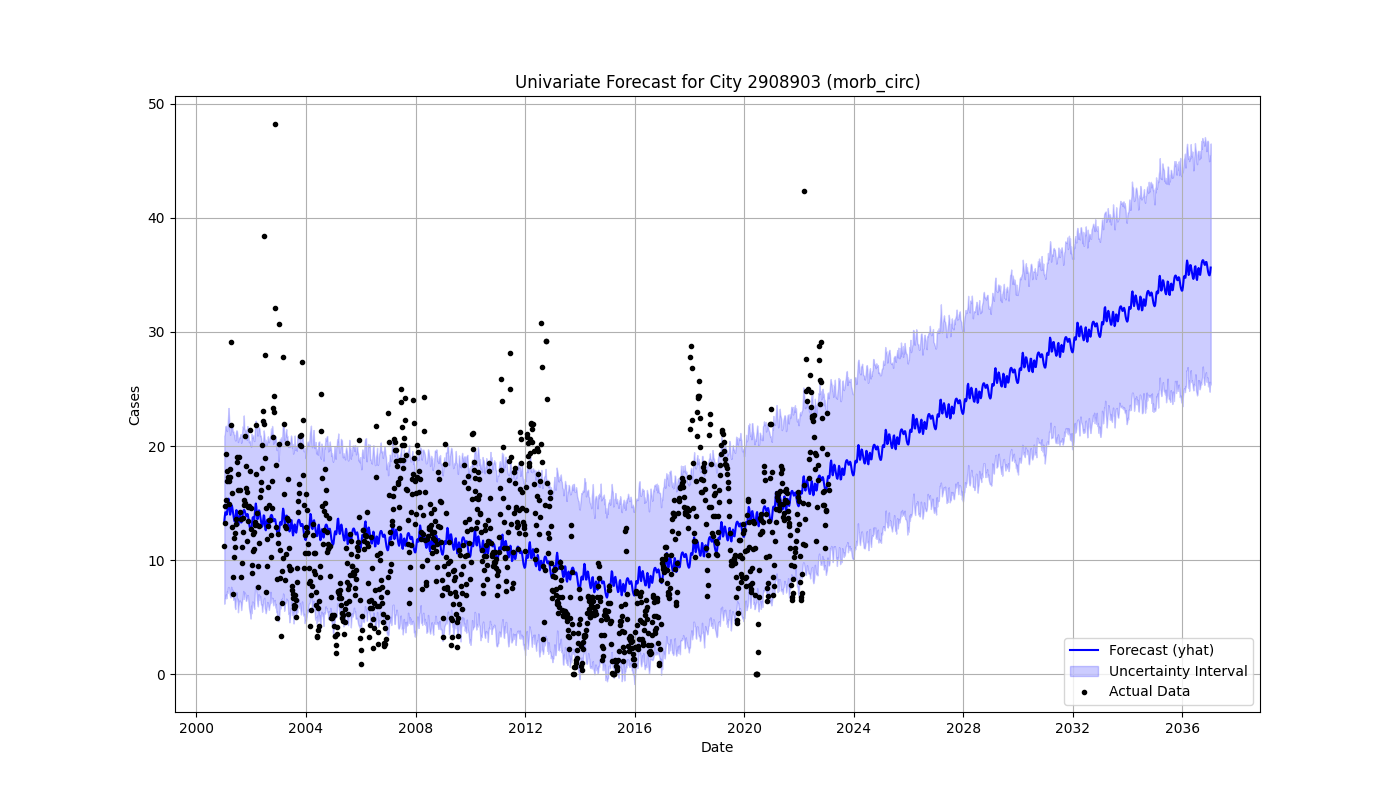 Univariate Forecast for City 2908903 (morb_circ)
50
40
30
20
10
0
Cases
2000 2004 2008 2012 2016 2020 2024 2028 2032 2036
Date
Forecast (yhat)
Uncertainty Interval
Actual Data